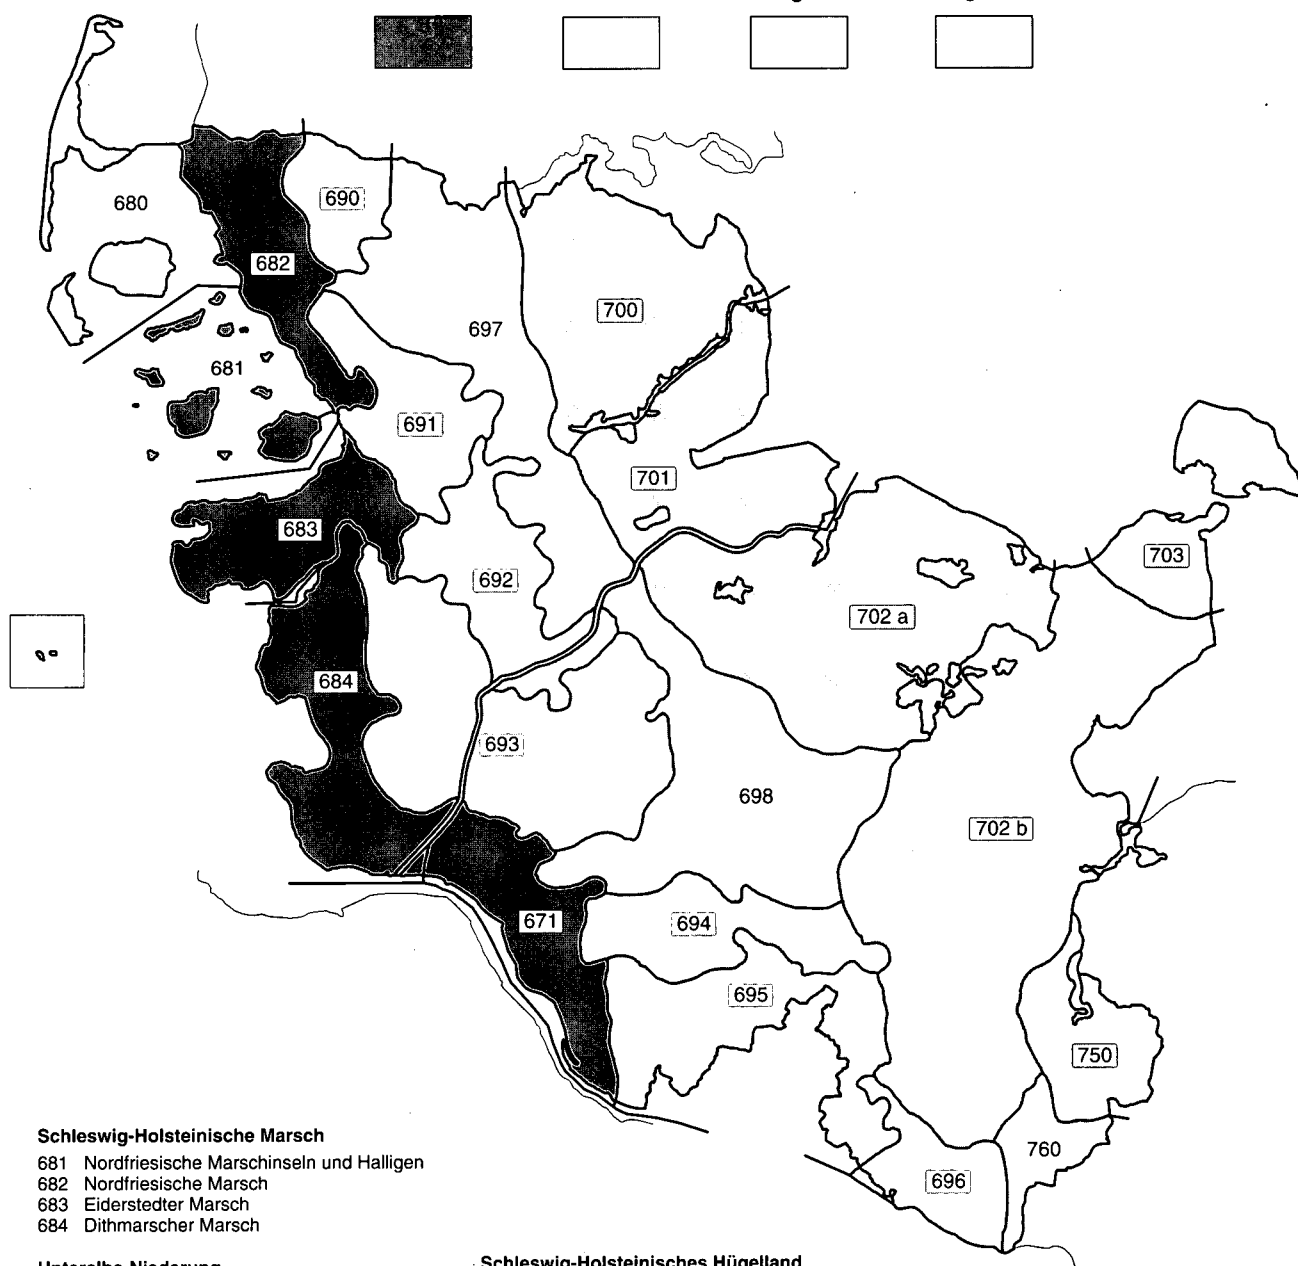 680
690
682
700
697
681
691
701
683
703
692
702 a
684
693
698
702 b
671
694
695
750
760
696
Schleswig-Holsteinische Marsch
681 Nordfriesische Marschinseln und Halligen
682 Nordfriesische Marsch
683 Eiderstedter Marsch
684 Dithmarscher Marsch
Unterelbe-Niederung
Schleswig-Holsteinisches Hügelland